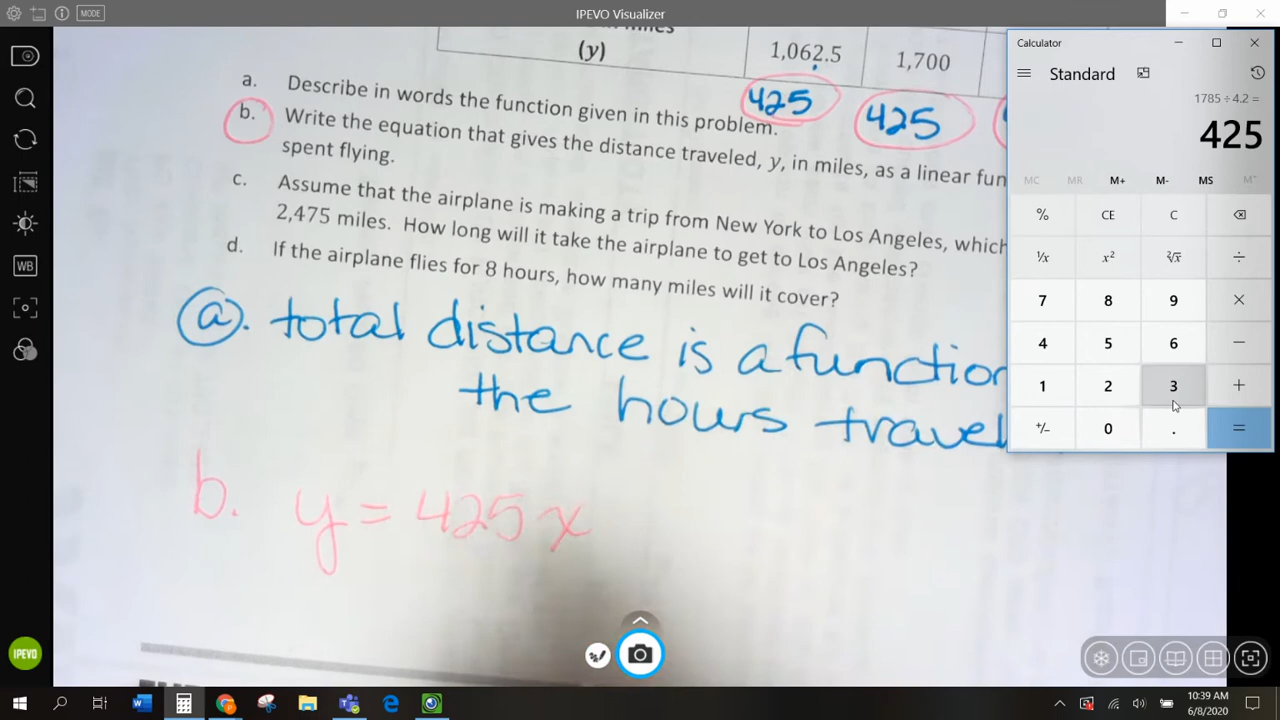 MODE
IPEVO Visualizer
(y)
1,062.5
1,700
425
425
a. Describe in words the function given in this problem.
b. Write the equation that gives the distance traveled, y, in miles, as a linear
spent flying.
c. Assume that the airplane is making a trip from New York to Los Angeles,
2,475 miles. How long will it take the airplane to get to Los Angeles?
d. If the airplane flies for 8 hours, how many miles will it cover?
a. total distance is a
the hours
b. y = 425x
Calculator
Standard
1785 ÷ 4.2 =
425
MC MR M+ M- MS
% CE C
¹/x x² ²√x ÷
7 8 9 ×
4 5 6 −
1 2 3 +
+/− 0 . =
WB
IPEVO
10:39 AM
6/8/2020